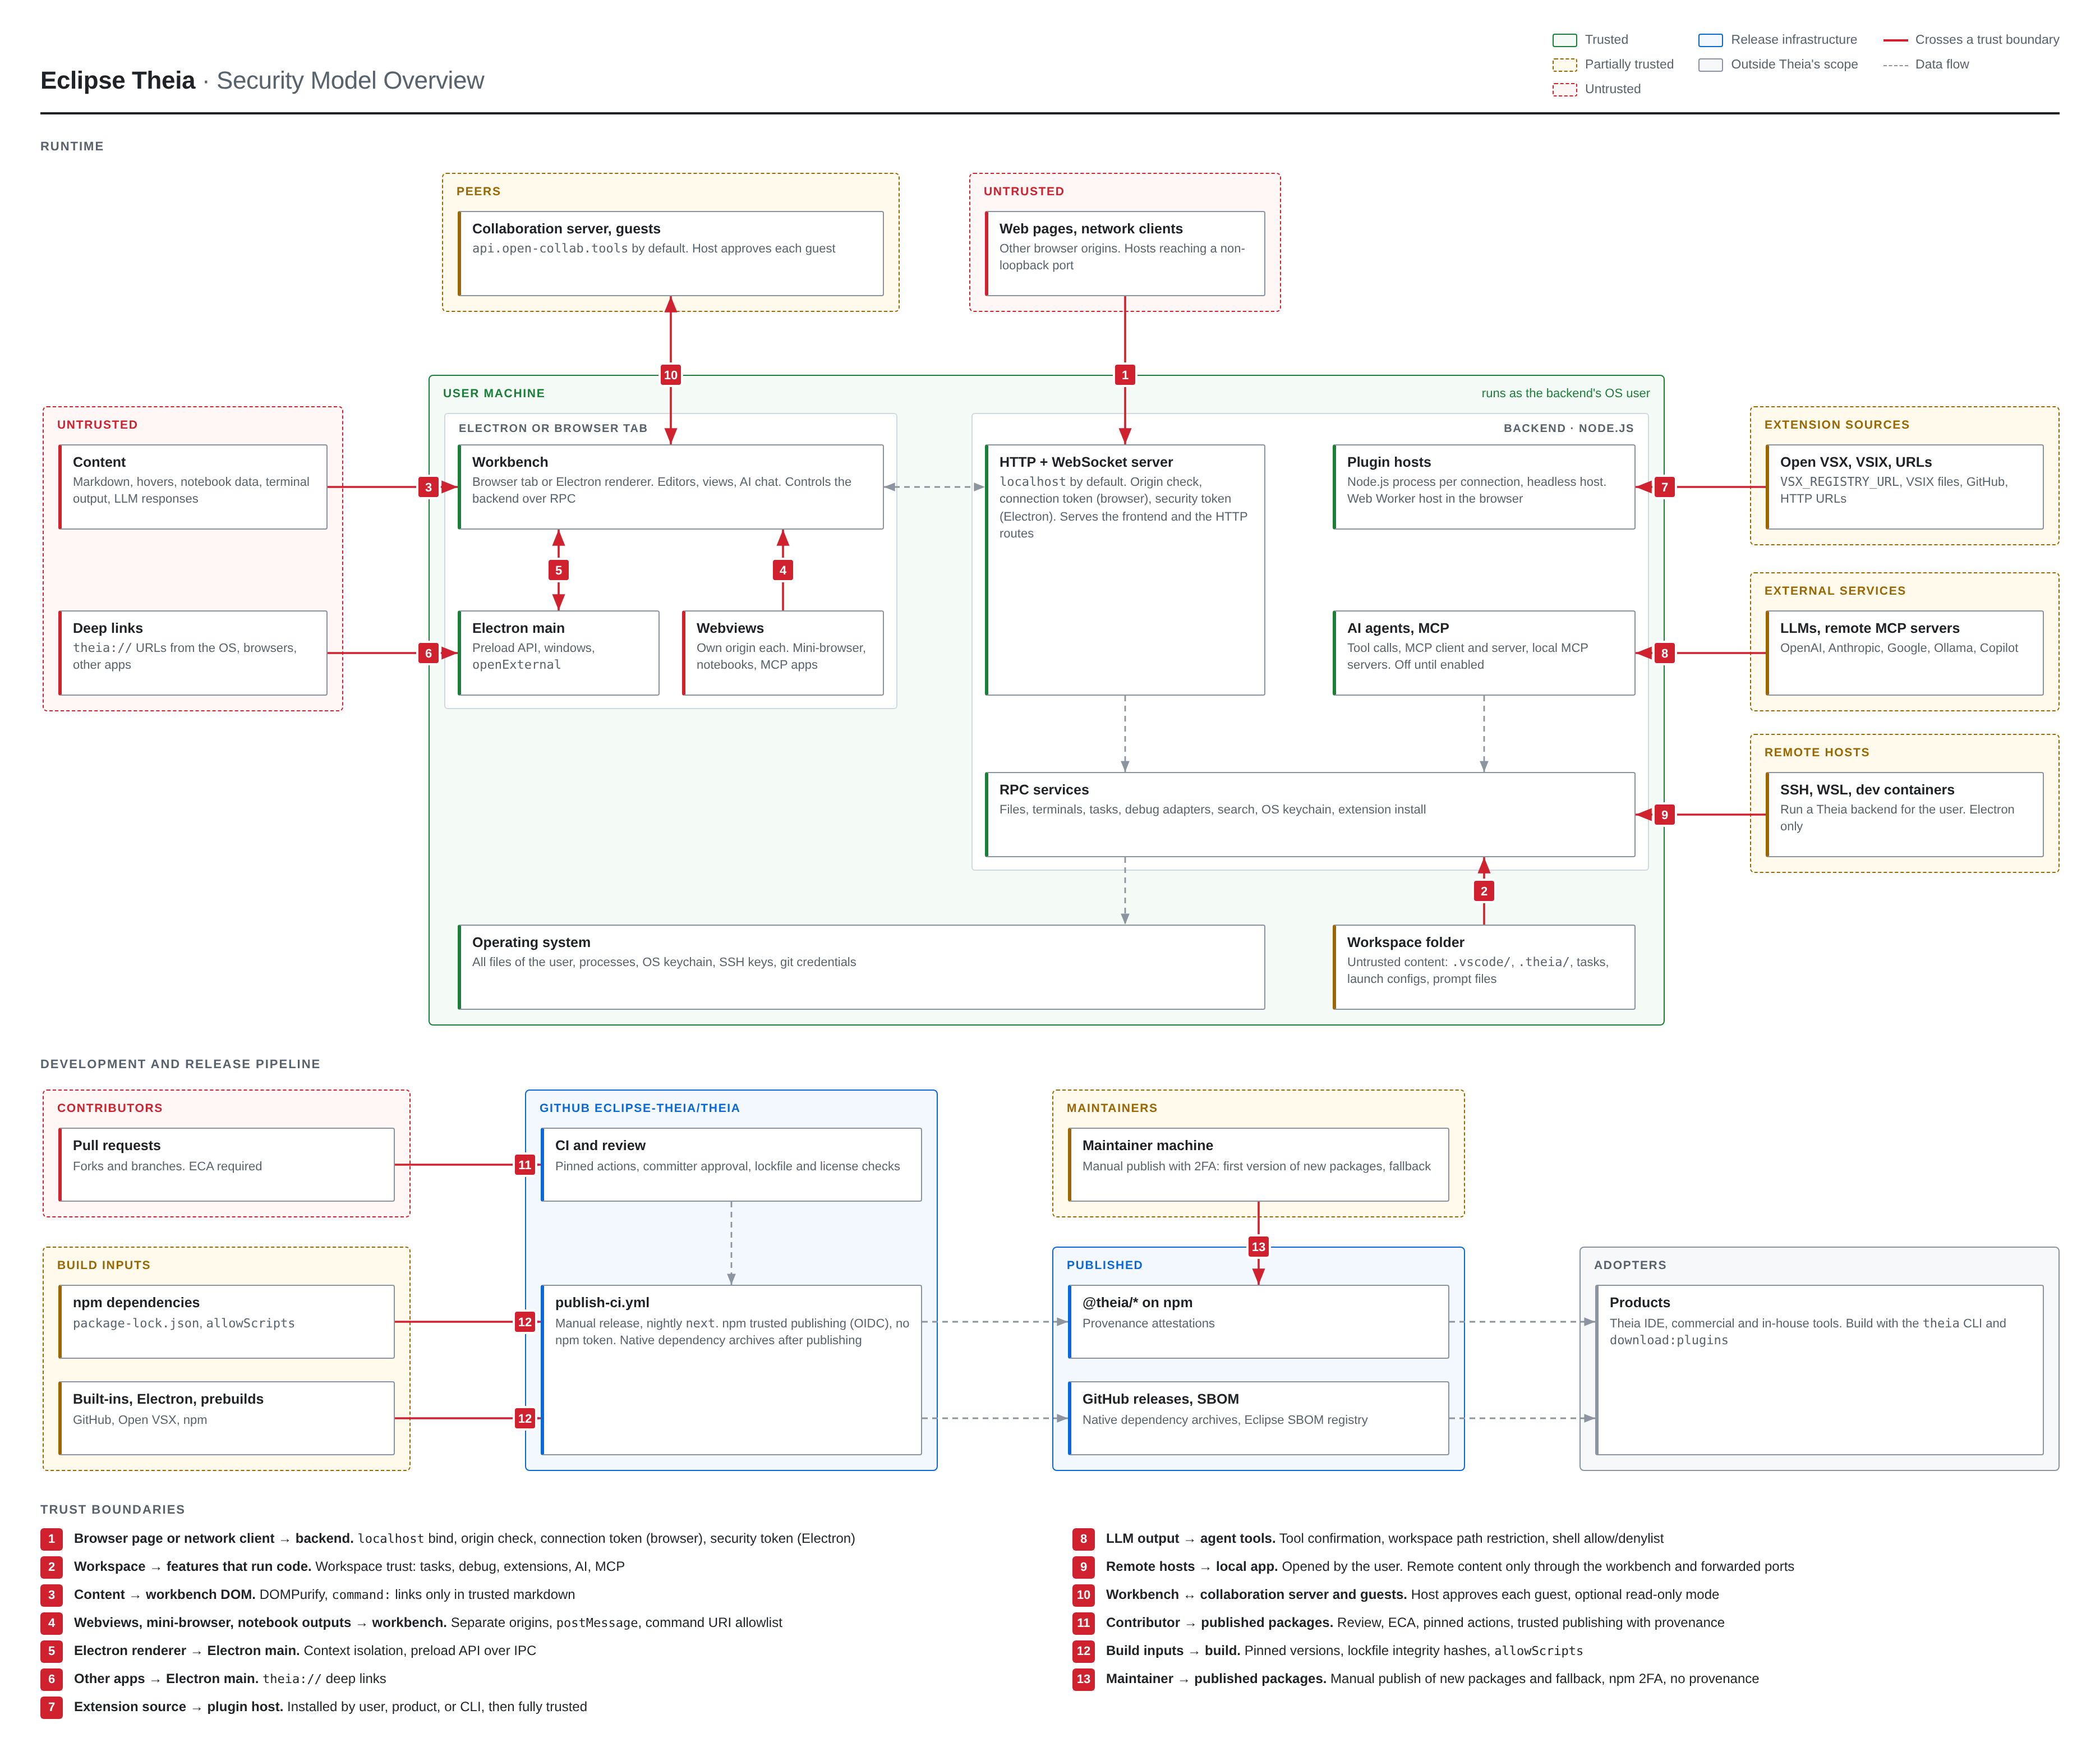 Eclipse Theia · Security Model Overview
Trusted
Partially trusted
Untrusted
Release infrastructure
Outside Theia's scope
Crosses a trust boundary
Data flow
RUNTIME
PEERS
Collaboration server, guests
api.open-collab.tools by default. Host approves each guest
UNTRUSTED
Web pages, network clients
Other browser origins. Hosts reaching a non-
loopback port
10
1
USER MACHINE
runs as the backend's OS user
UNTRUSTED
Content
Markdown, hovers, notebook data, terminal
output, LLM responses
Deep links
theia:// URLs from the OS, browsers,
other apps
3
6
ELECTRON OR BROWSER TAB
Workbench
Browser tab or Electron renderer. Editors, views, AI chat. Controls the
backend over RPC
5
4
Electron main
Preload API, windows,
openExternal
Webviews
Own origin each. Mini-browser,
notebooks, MCP apps
BACKEND · NODE.JS
HTTP + WebSocket server
localhost by default. Origin check,
connection token (browser), security token
(Electron). Serves the frontend and the HTTP
routes
Plugin hosts
Node.js process per connection, headless host.
Web Worker host in the browser
AI agents, MCP
Tool calls, MCP client and server, local MCP
servers. Off until enabled
RPC services
Files, terminals, tasks, debug adapters, search, OS keychain, extension install
7
8
9
2
EXTENSION SOURCES
Open VSX, VSIX, URLs
VSX_REGISTRY_URL, VSIX files, GitHub,
HTTP URLs
EXTERNAL SERVICES
LLMs, remote MCP servers
OpenAI, Anthropic, Google, Ollama, Copilot
REMOTE HOSTS
SSH, WSL, dev containers
Run a Theia backend for the user. Electron
only
Operating system
All files of the user, processes, OS keychain, SSH keys, git credentials
Workspace folder
Untrusted content: .vscode/, .theia/, tasks,
launch configs, prompt files
DEVELOPMENT AND RELEASE PIPELINE
CONTRIBUTORS
Pull requests
Forks and branches. ECA required
11
GITHUB ECLIPSE-THEIA/THEIA
CI and review
Pinned actions, committer approval, lockfile and license checks
MAINTAINERS
Maintainer machine
Manual publish with 2FA: first version of new packages, fallback
13
BUILD INPUTS
npm dependencies
package-lock.json, allowScripts
Built-ins, Electron, prebuilds
GitHub, Open VSX, npm
12
12
publish-ci.yml
Manual release, nightly next. npm trusted publishing (OIDC), no
npm token. Native dependency archives after publishing
PUBLISHED
@theia/* on npm
Provenance attestations
GitHub releases, SBOM
Native dependency archives, Eclipse SBOM registry
ADOPTERS
Products
Theia IDE, commercial and in-house tools. Build with the theia CLI and
download:plugins
TRUST BOUNDARIES
1 Browser page or network client → backend. localhost bind, origin check, connection token (browser), security token (Electron)
2 Workspace → features that run code. Workspace trust: tasks, debug, extensions, AI, MCP
3 Content → workbench DOM. DOMPurify, command: links only in trusted markdown
4 Webviews, mini-browser, notebook outputs → workbench. Separate origins, postMessage, command URI allowlist
5 Electron renderer → Electron main. Context isolation, preload API over IPC
6 Other apps → Electron main. theia:// deep links
7 Extension source → plugin host. Installed by user, product, or CLI, then fully trusted
8 LLM output → agent tools. Tool confirmation, workspace path restriction, shell allow/denylist
9 Remote hosts → local app. Opened by the user. Remote content only through the workbench and forwarded ports
10 Workbench ↔ collaboration server and guests. Host approves each guest, optional read-only mode
11 Contributor → published packages. Review, ECA, pinned actions, trusted publishing with provenance
12 Build inputs → build. Pinned versions, lockfile integrity hashes, allowScripts
13 Maintainer → published packages. Manual publish of new packages and fallback, npm 2FA, no provenance